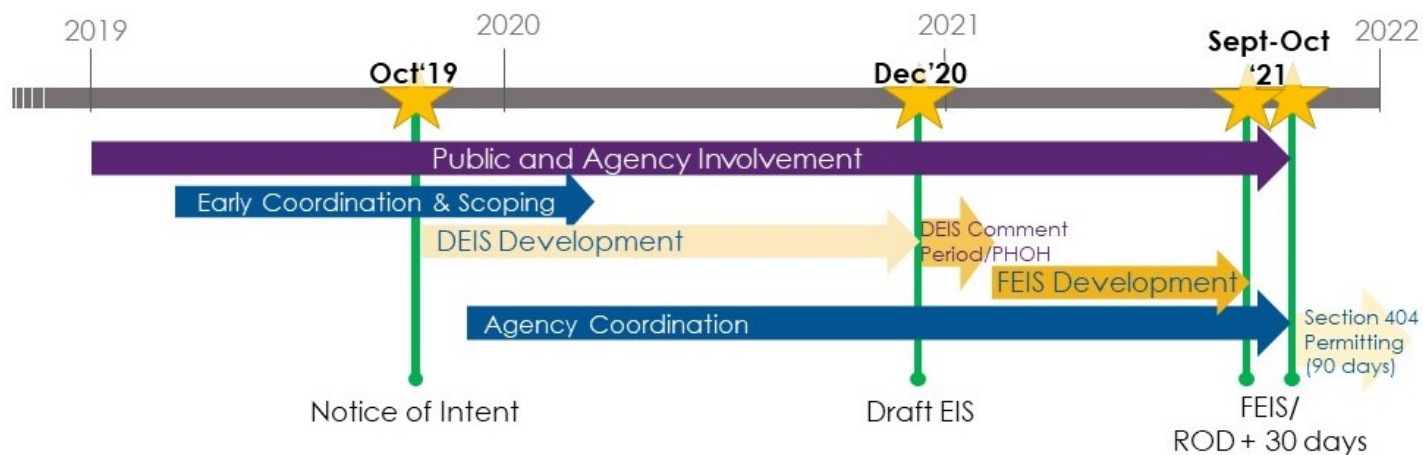 2019
2020
2021
2022
Oct‘19
Dec’20
Sept-Oct
‘21
Public and Agency Involvement
Early Coordination & Scoping
DEIS Development
DEIS Comment
Period/PHOH
FEIS Development
Agency Coordination
Section 404
Permitting
(90 days)
Notice of Intent
Draft EIS
FEIS/
ROD + 30 days